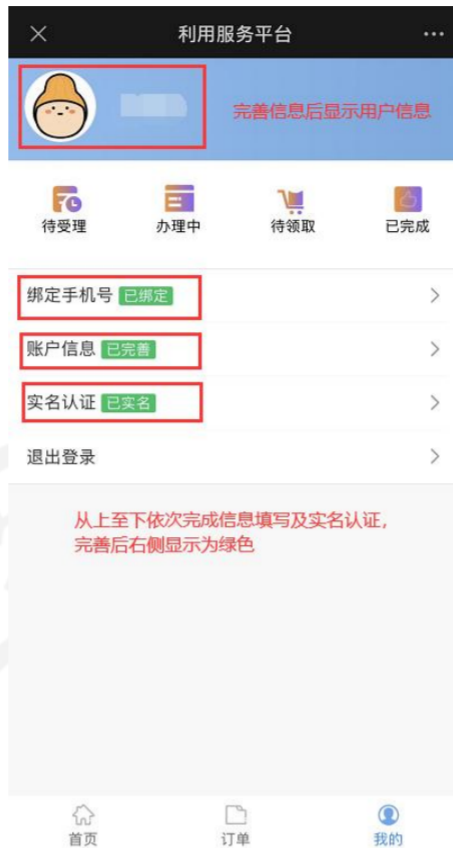 利用服务平台
完善信息后显示用户信息
待受理
办理中
待领取
已完成
绑定手机号 已绑定
账户信息 已完善
实名认证 已实名
退出登录
从上至下依次完成信息填写及实名认证,
完善后右侧显示为绿色
首页
订单
我的